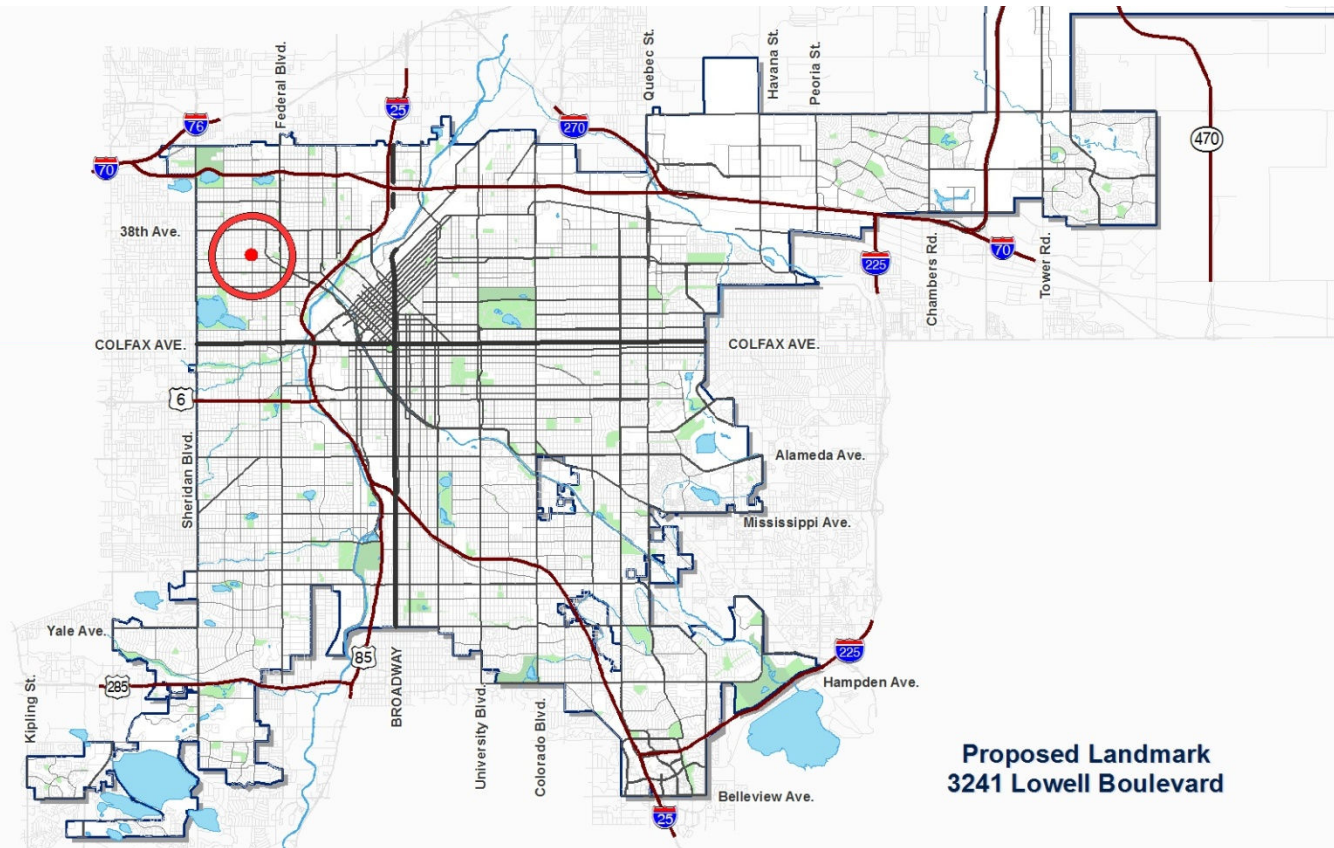 Federal Blvd.
Quebec St.
Havana St.
Peoria St.
25
76
270
70
470
38th Ave.
225
70
Chambers Rd.
Tower Rd.
COLFAX AVE.
COLFAX AVE.
6
Sheridan Blvd.
Alameda Ave.
Mississippi Ave.
Yale Ave.
85
225
285
Kipling St.
BROADWAY
University Blvd.
Colorado Blvd.
Hampden Ave.
Belleview Ave.
25
Proposed Landmark
3241 Lowell Boulevard